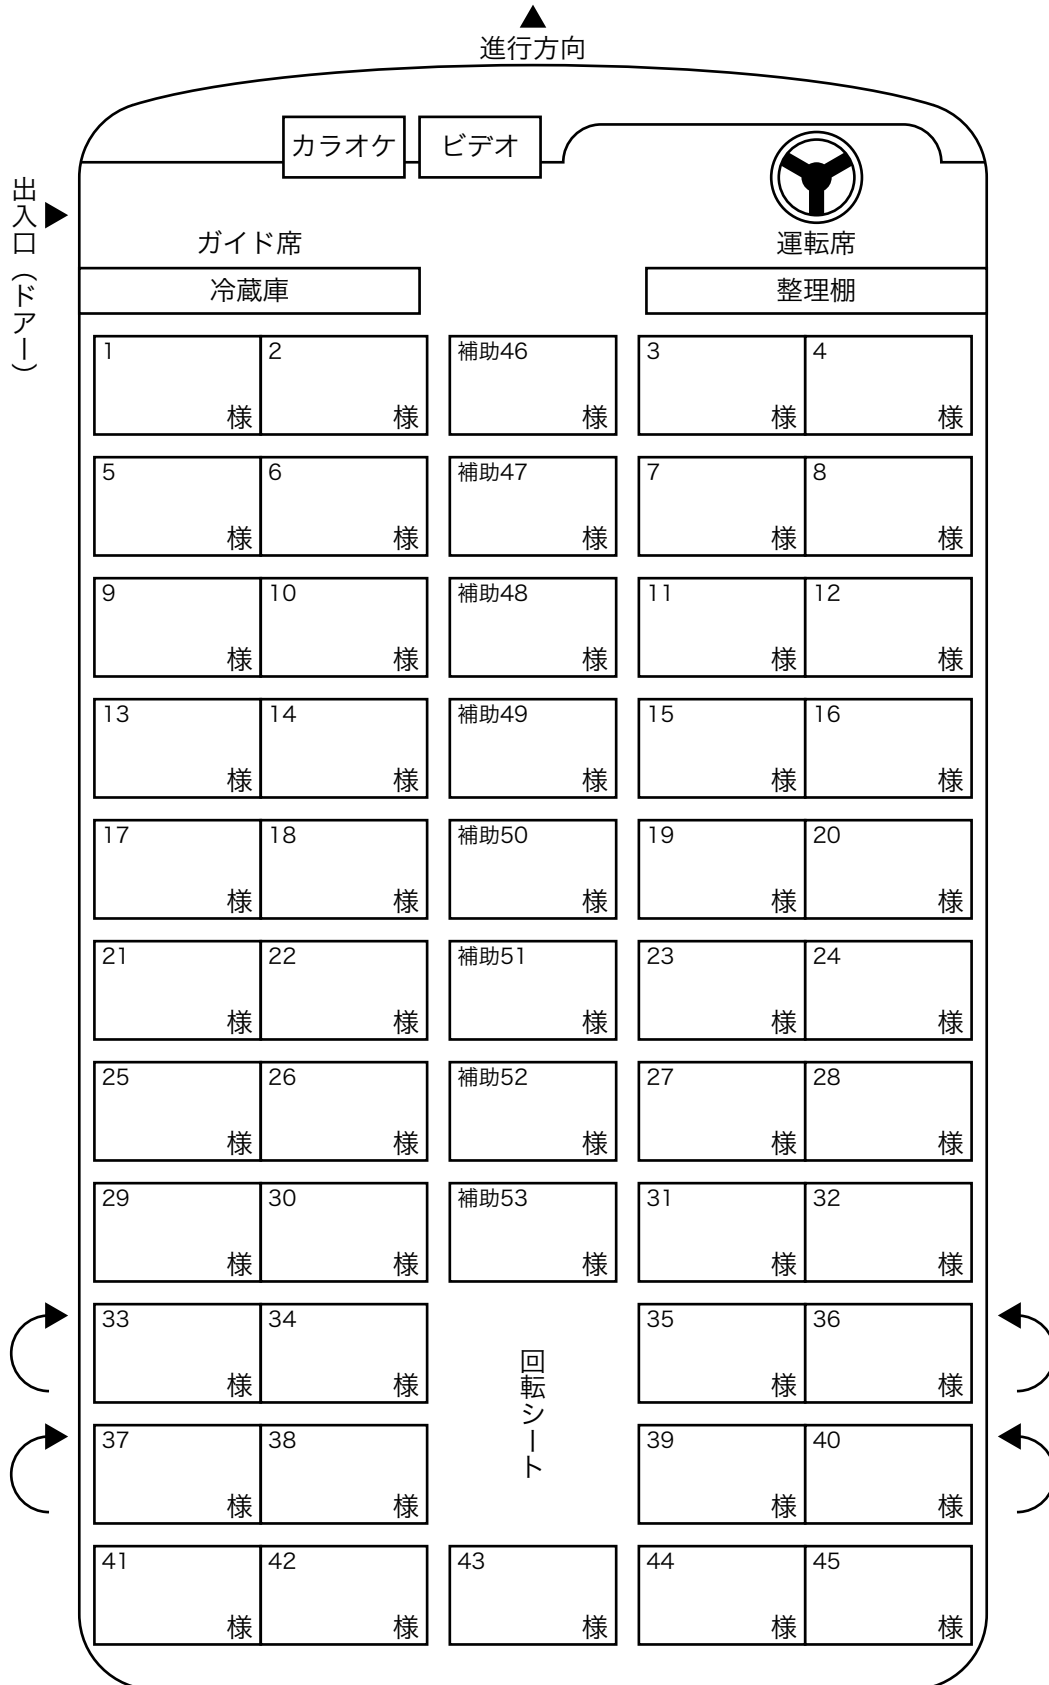 進行方向
カラオケ ビデオ
出入口（ドアー）
ガイド席 運転席
冷蔵庫 整理棚
1 2 補助46 3 4
様 様 様 様 様
5 6 補助47 7 8
様 様 様 様 様
9 10 補助48 11 12
様 様 様 様 様
13 14 補助49 15 16
様 様 様 様 様
17 18 補助50 19 20
様 様 様 様 様
21 22 補助51 23 24
様 様 様 様 様
25 26 補助52 27 28
様 様 様 様 様
29 30 補助53 31 32
様 様 様 様 様
33 34 35 36
様 様 様 様
回転シート
37 38 39 40
様 様 様 様
41 42 43 44 45
様 様 様 様 様